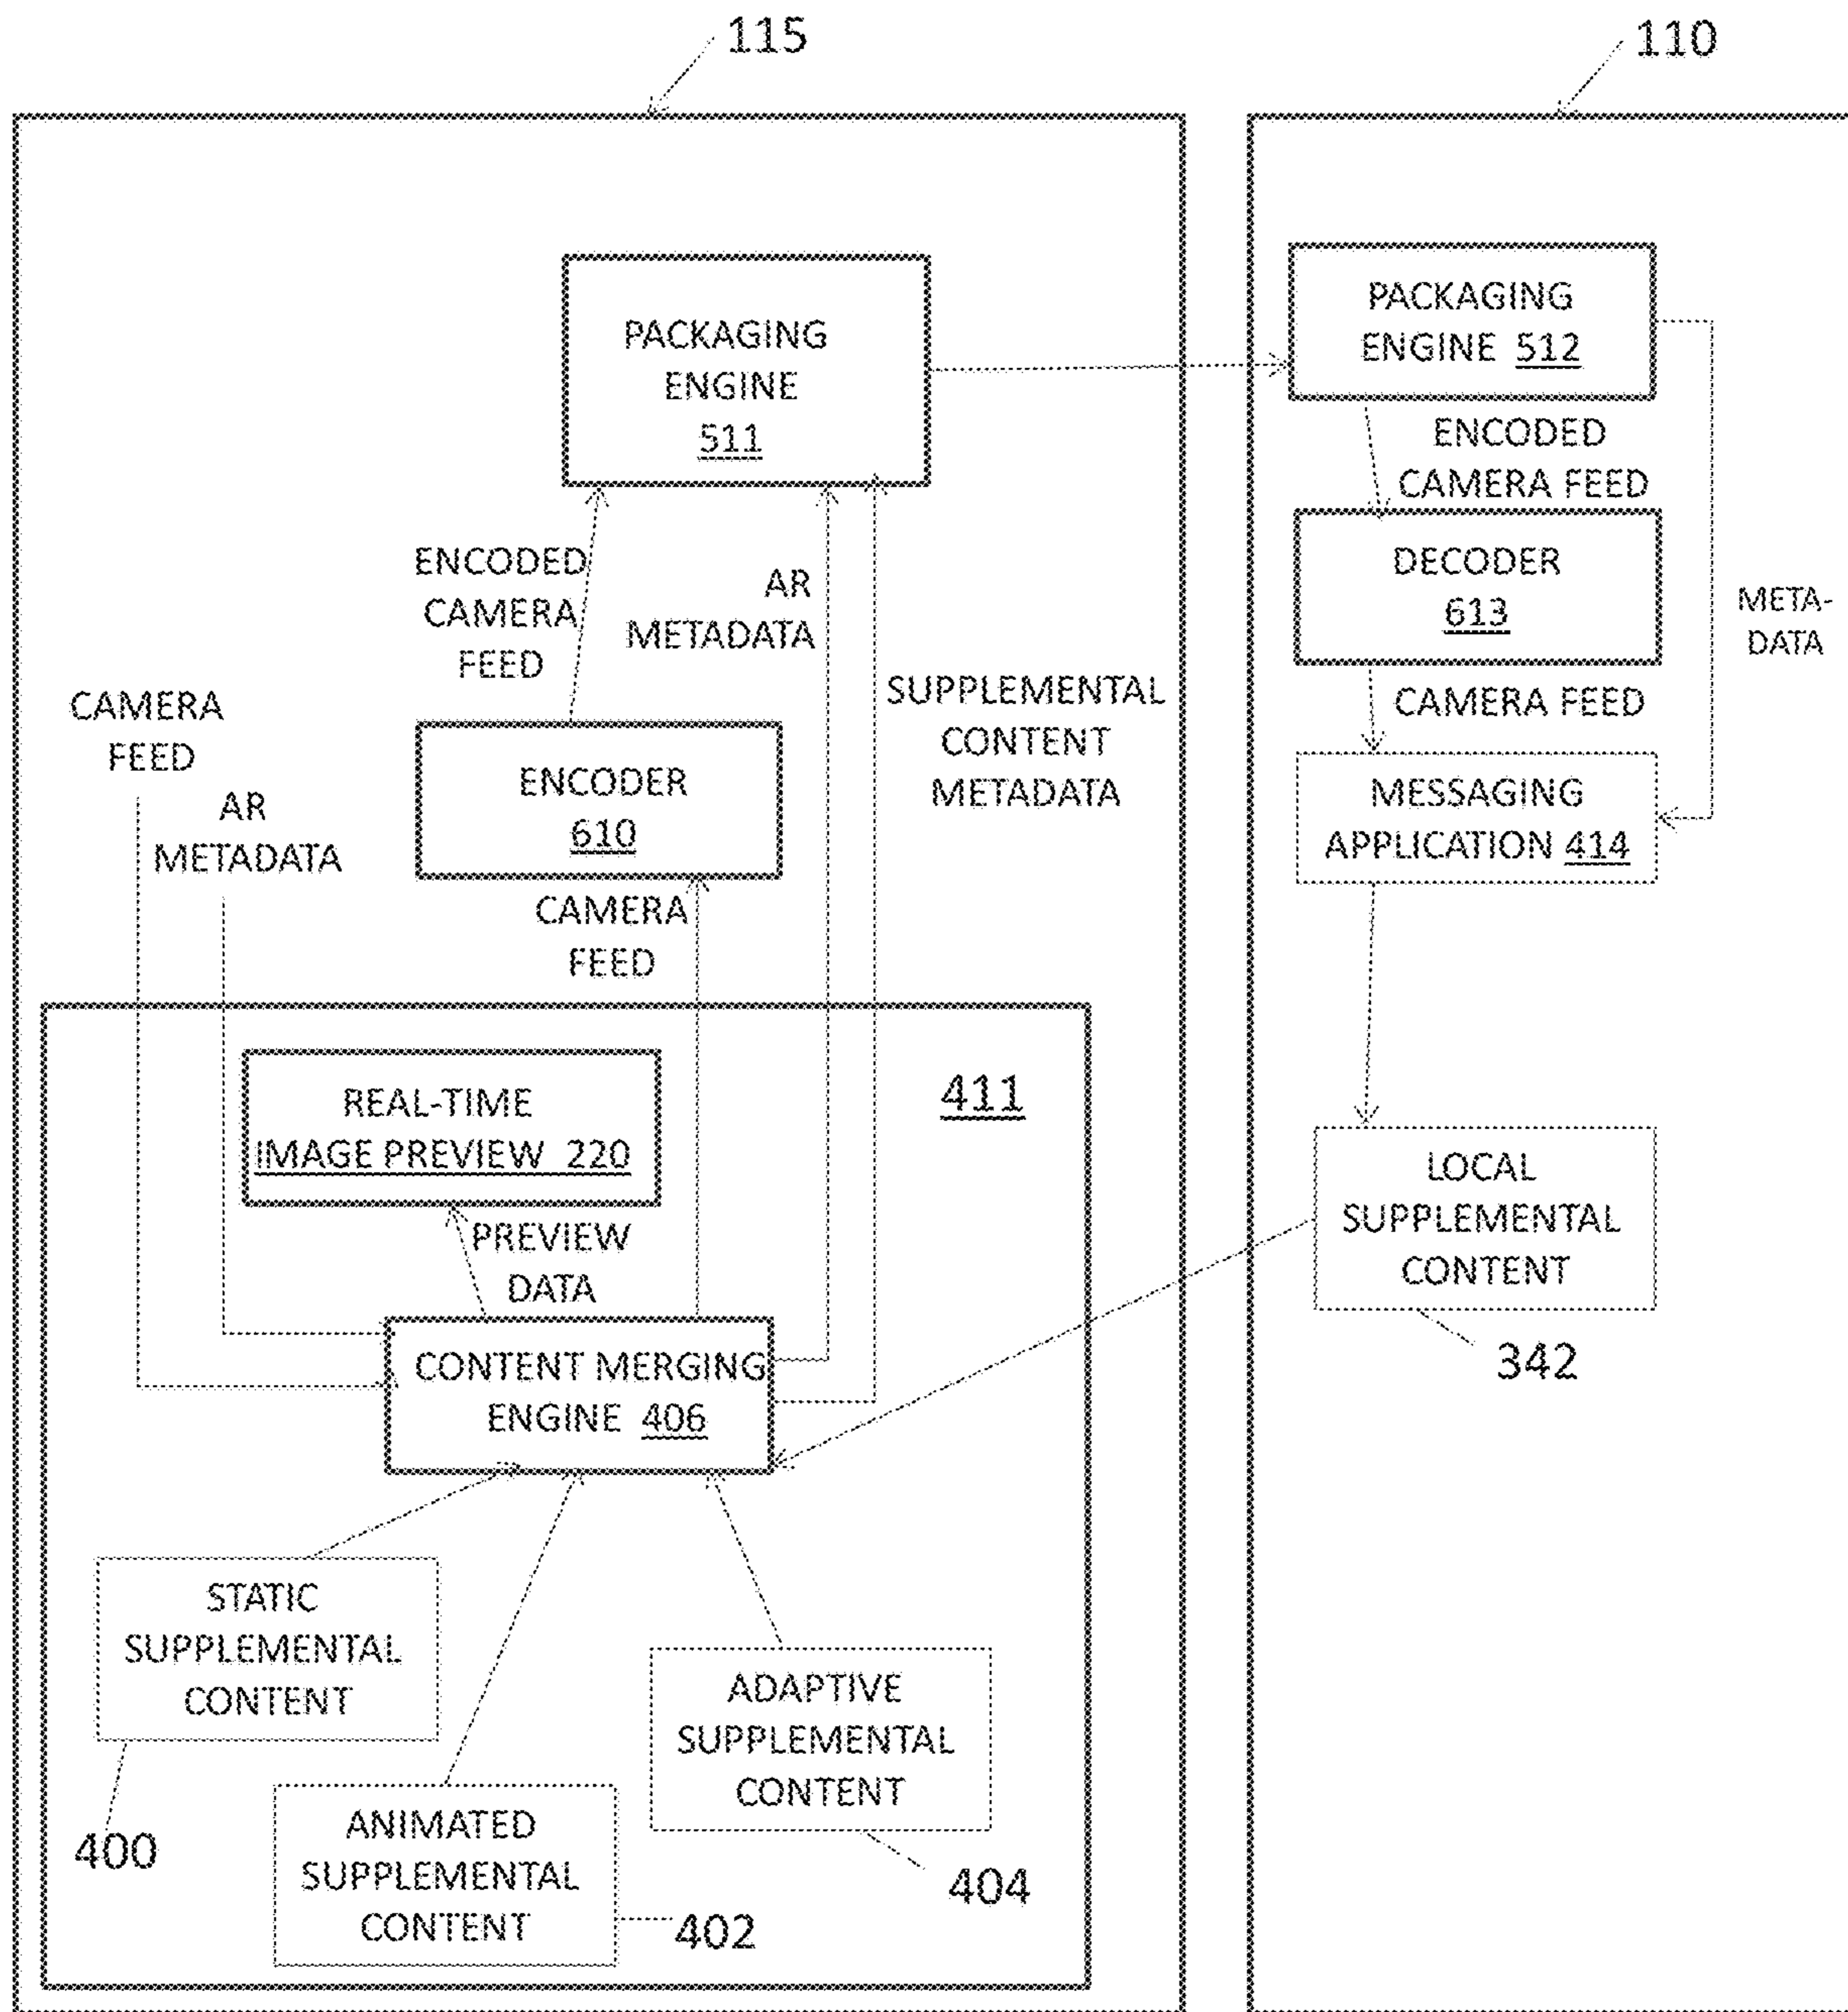 115
110
PACKAGING
ENGINE
511
PACKAGING
ENGINE 512
ENCODED
CAMERA FEED
DECODER
613
META-
DATA
CAMERA FEED
MESSAGING
APPLICATION 414
LOCAL
SUPPLEMENTAL
CONTENT
342
ENCODED
CAMERA
FEED
AR
METADATA
SUPPLEMENTAL
CONTENT
METADATA
CAMERA
FEED
AR
METADATA
ENCODER
610
CAMERA
FEED
411
REAL-TIME
IMAGE PREVIEW 220
PREVIEW
DATA
CONTENT MERGING
ENGINE 406
STATIC
SUPPLEMENTAL
CONTENT
400
ANIMATED
SUPPLEMENTAL
CONTENT
402
ADAPTIVE
SUPPLEMENTAL
CONTENT
404